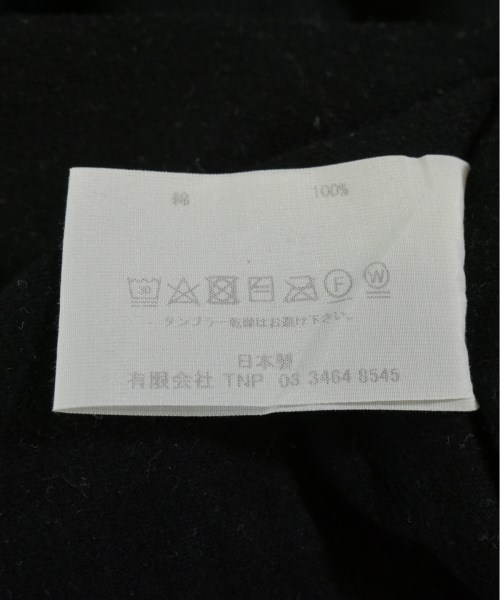 綿 100%
30 F W
タンブラー乾燥はお避け下さい
日本製
有限会社 TNP 03 3464 8545